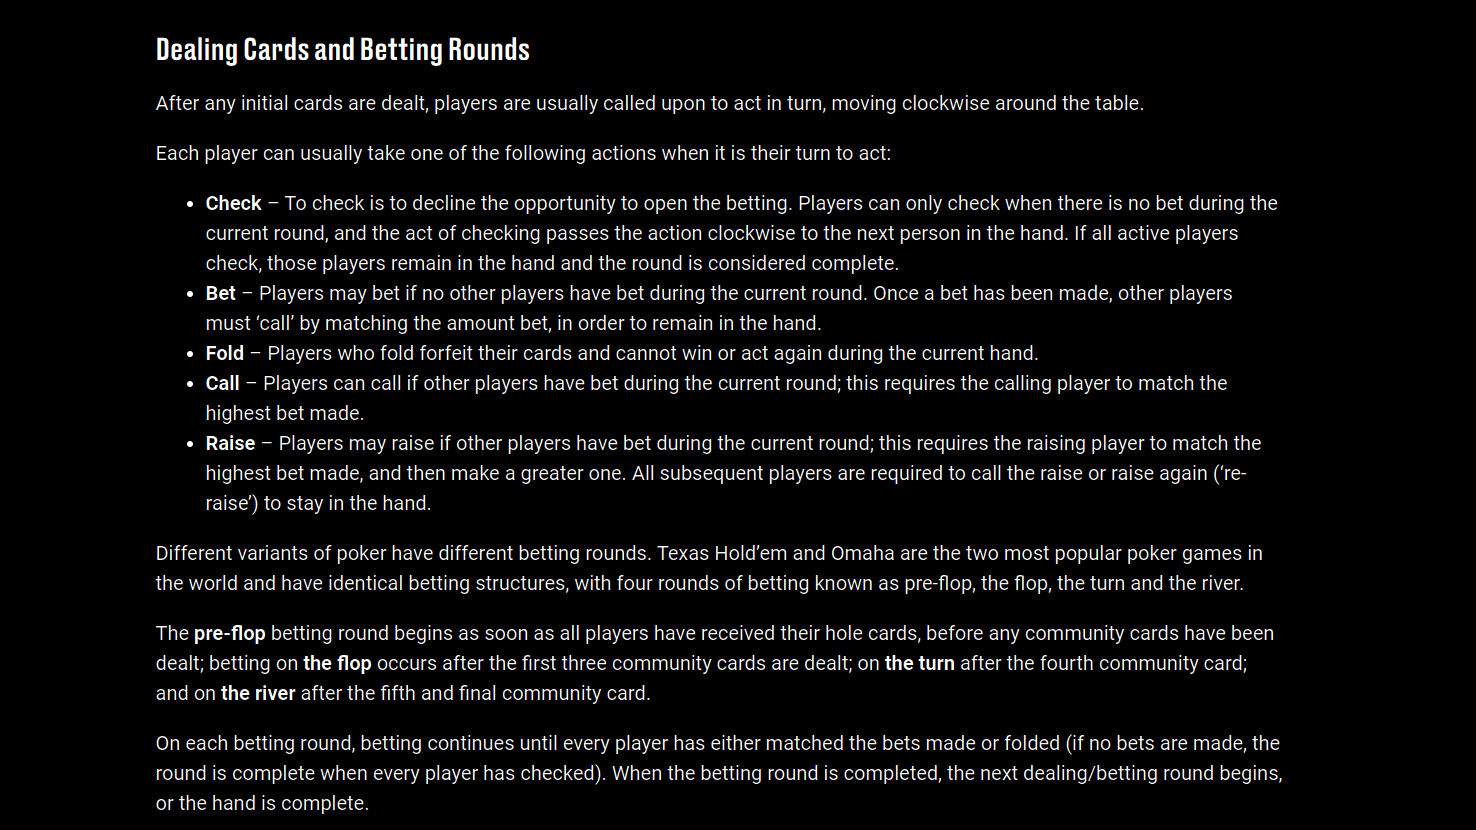 Dealing Cards and Betting Rounds
After any initial cards are dealt, players are usually called upon to act in turn, moving clockwise around the table.
Each player can usually take one of the following actions when it is their turn to act:
• Check – To check is to decline the opportunity to open the betting. Players can only check when there is no bet during the
current round, and the act of checking passes the action clockwise to the next person in the hand. If all active players
check, those players remain in the hand and the round is considered complete.
• Bet – Players may bet if no other players have bet during the current round. Once a bet has been made, other players
must ‘call’ by matching the amount bet, in order to remain in the hand.
• Fold – Players who fold forfeit their cards and cannot win or act again during the current hand.
• Call – Players can call if other players have bet during the current round; this requires the calling player to match the
highest bet made.
• Raise – Players may raise if other players have bet during the current round; this requires the raising player to match the
highest bet made, and then make a greater one. All subsequent players are required to call the raise or raise again (‘re-
raise’) to stay in the hand.
Different variants of poker have different betting rounds. Texas Hold’em and Omaha are the two most popular poker games in
the world and have identical betting structures, with four rounds of betting known as pre-flop, the flop, the turn and the river.
The pre-flop betting round begins as soon as all players have received their hole cards, before any community cards have been
dealt; betting on the flop occurs after the first three community cards are dealt; on the turn after the fourth community card;
and on the river after the fifth and final community card.
On each betting round, betting continues until every player has either matched the bets made or folded (if no bets are made, the
round is complete when every player has checked). When the betting round is completed, the next dealing/betting round begins,
or the hand is complete.